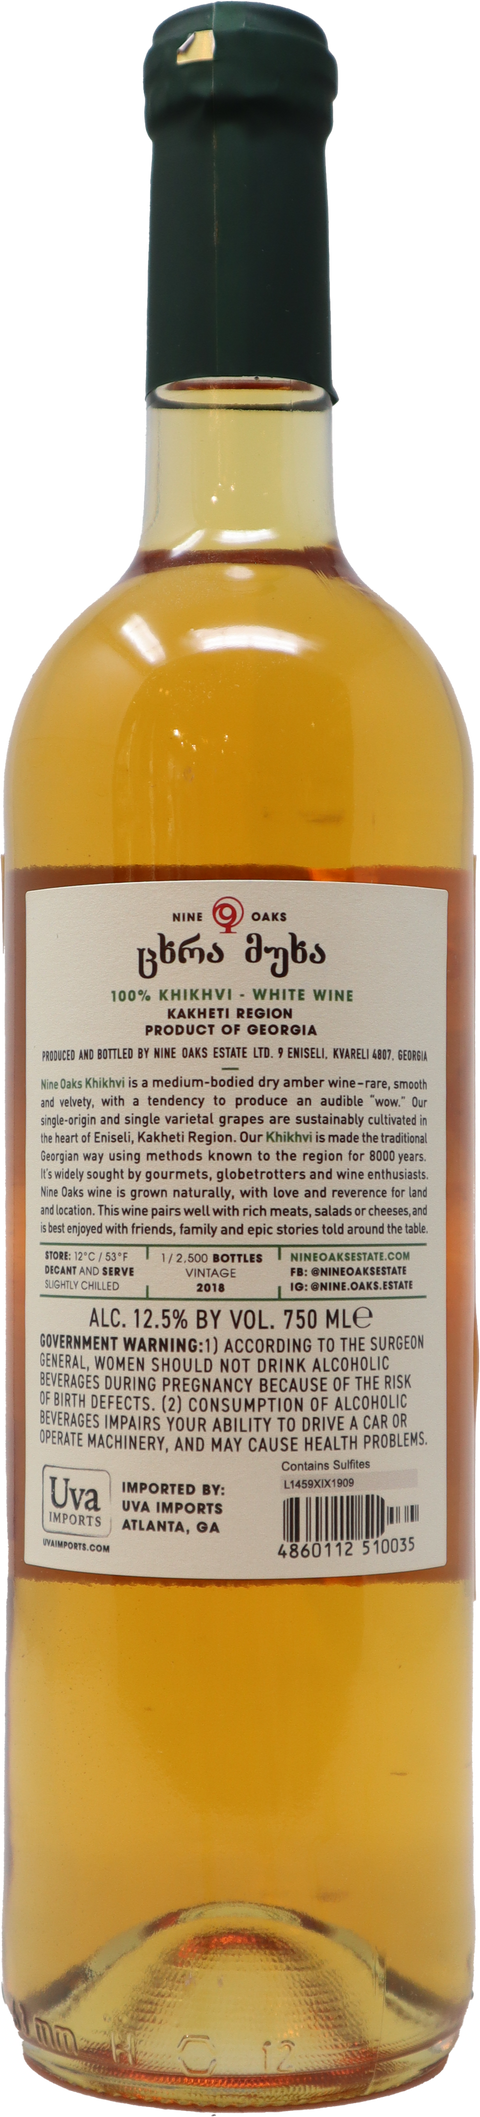 NINE 9 OAKS
ცხრა მუხა
100% KHIKHVI - WHITE WINE
KAKHETI REGION
PRODUCT OF GEORGIA
PRODUCED AND BOTTLED BY NINE OAKS ESTATE LTD. 9 ENISELI, KVARELI 4807, GEORGIA
Nine Oaks Khikhvi is a medium-bodied dry amber wine–rare, smooth
and velvety, with a tendency to produce an audible "wow." Our
single-origin and single varietal grapes are sustainably cultivated in
the heart of Eniseli, Kakheti Region. Our Khikhvi is made the traditional
Georgian way using methods known to the region for 8000 years.
It's widely sought by gourmets, globetrotters and wine enthusiasts.
Nine Oaks wine is grown naturally, with love and reverence for land
and location. This wine pairs well with rich meats, salads or cheeses, and
is best enjoyed with friends, family and epic stories told around the table.
STORE: 12°C / 53°F
DECANT AND SERVE
SLIGHTLY CHILLED
1/2,500 BOTTLES
VINTAGE
2018
NINEOAKSESTATE.COM
FB: @NINEOAKSESTATE
IG: @NINE.OAKS.ESTATE
ALC. 12.5% BY VOL. 750 ML℮
GOVERNMENT WARNING:1) ACCORDING TO THE SURGEON
GENERAL, WOMEN SHOULD NOT DRINK ALCOHOLIC
BEVERAGES DURING PREGNANCY BECAUSE OF THE RISK
OF BIRTH DEFECTS. (2) CONSUMPTION OF ALCOHOLIC
BEVERAGES IMPAIRS YOUR ABILITY TO DRIVE A CAR OR
OPERATE MACHINERY, AND MAY CAUSE HEALTH PROBLEMS.
Uva
IMPORTS
UVAIMPORTS.COM
IMPORTED BY:
UVA IMPORTS
ATLANTA, GA
Contains Sulfites
L1459XIX1909
4860112 510035
mm H 12